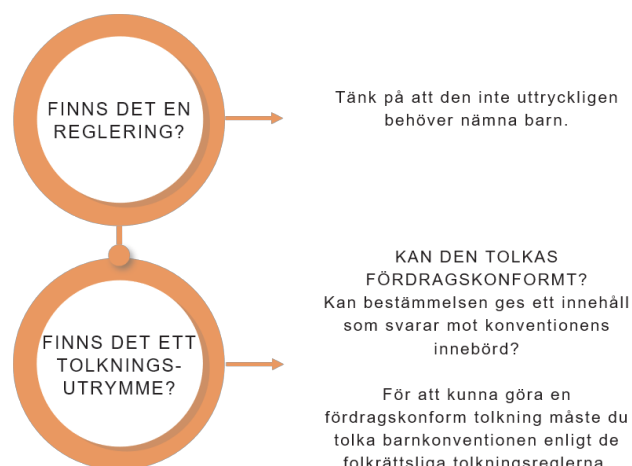 FINNS DET EN
REGLERING?
Tänk på att den inte uttryckligen
behöver nämna barn.
FINNS DET ETT
TOLKNINGS-
UTRYMME?
KAN DEN TOLKAS
FÖRDRAGSKONFORMT?
Kan bestämmelsen ges ett innehåll
som svarar mot konventionens
innebörd?
För att kunna göra en
fördragskonform tolkning måste du
tolka barnkonventionen enligt de
folkrättsliga tolkningsreglerna